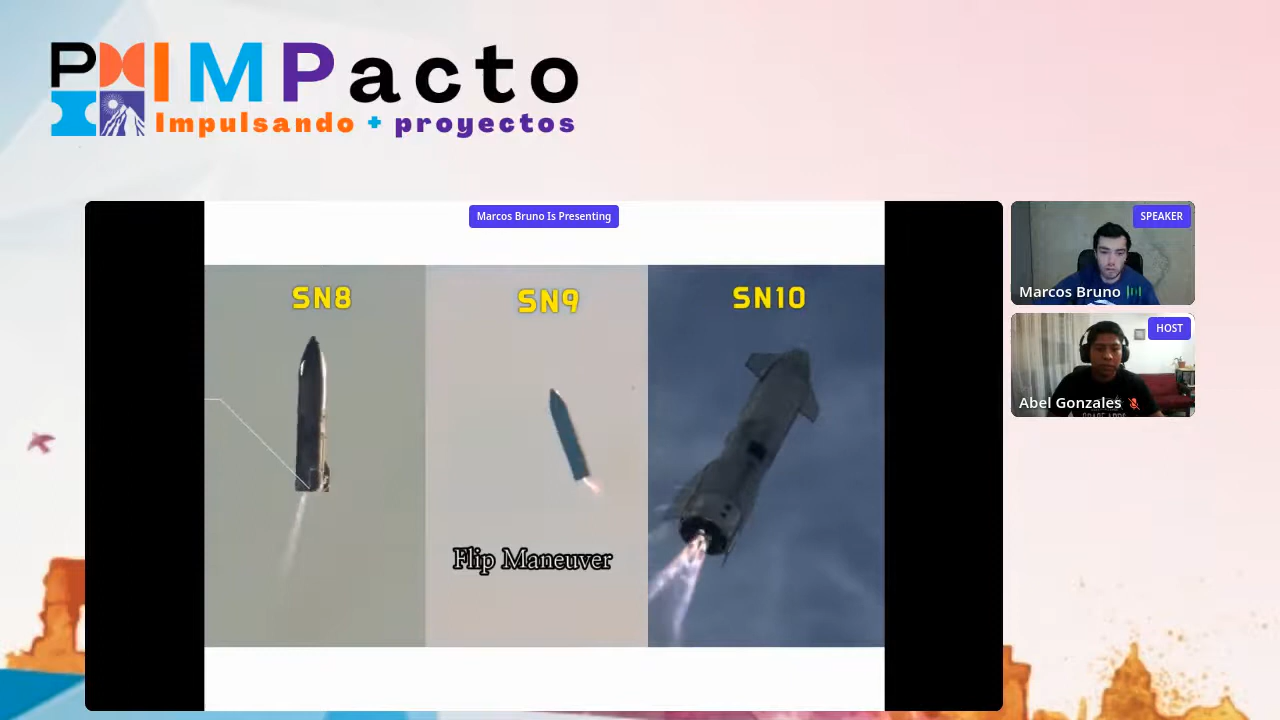 IMPacto
Impulsando + proyectos
Marcos Bruno Is Presenting
SN8
SN9
SN10
Flip Maneuver
SPEAKER
Marcos Bruno
HOST
Abel Gonzales